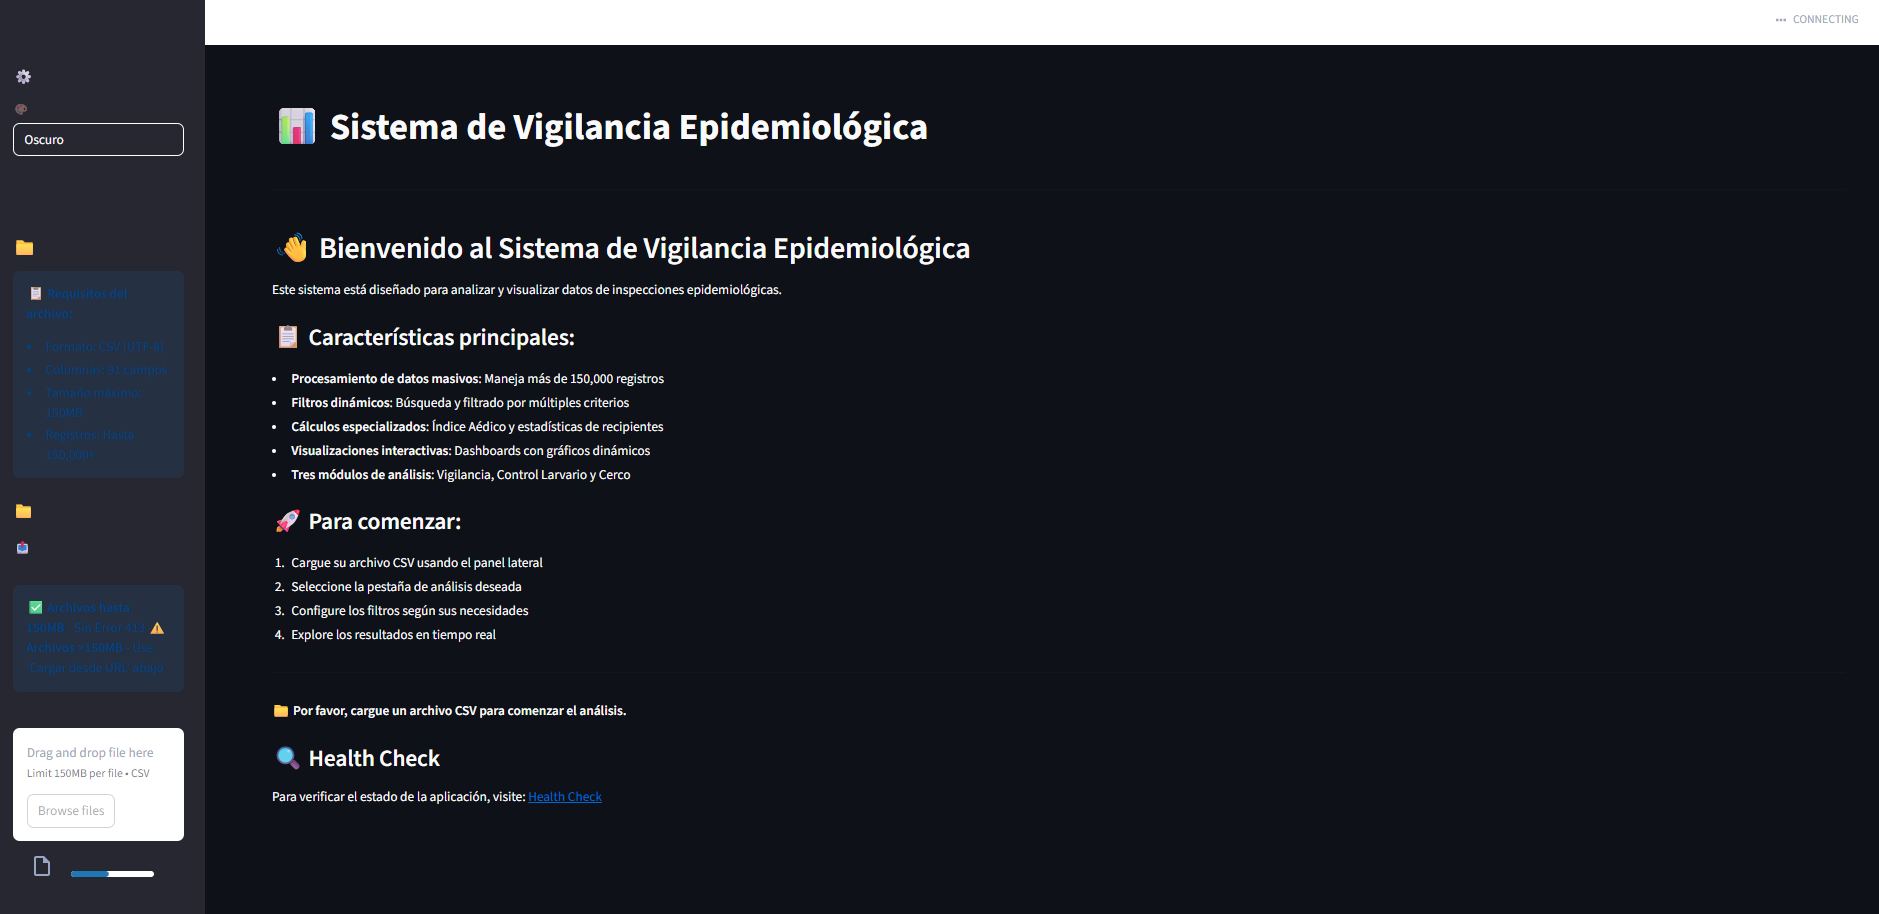 CONNECTING
Oscuro
Requisitos del
archivo:
• Formato: CSV (UTF-8)
• Columnas: 91 campos
• Tamaño máximo:
150MB
• Registros: Hasta
150,000+
Archivos hasta
150MB - Sin Error 413
Archivos >150MB - Use
'Cargar desde URL' abajo
Drag and drop file here
Limit 150MB per file • CSV
Browse files
Sistema de Vigilancia Epidemiológica
Bienvenido al Sistema de Vigilancia Epidemiológica
Este sistema está diseñado para analizar y visualizar datos de inspecciones epidemiológicas.
Características principales:
• Procesamiento de datos masivos: Maneja más de 150,000 registros
• Filtros dinámicos: Búsqueda y filtrado por múltiples criterios
• Cálculos especializados: Índice Aédico y estadísticas de recipientes
• Visualizaciones interactivas: Dashboards con gráficos dinámicos
• Tres módulos de análisis: Vigilancia, Control Larvario y Cerco
Para comenzar:
1. Cargue su archivo CSV usando el panel lateral
2. Seleccione la pestaña de análisis deseada
3. Configure los filtros según sus necesidades
4. Explore los resultados en tiempo real
Por favor, cargue un archivo CSV para comenzar el análisis.
Health Check
Para verificar el estado de la aplicación, visite: Health Check